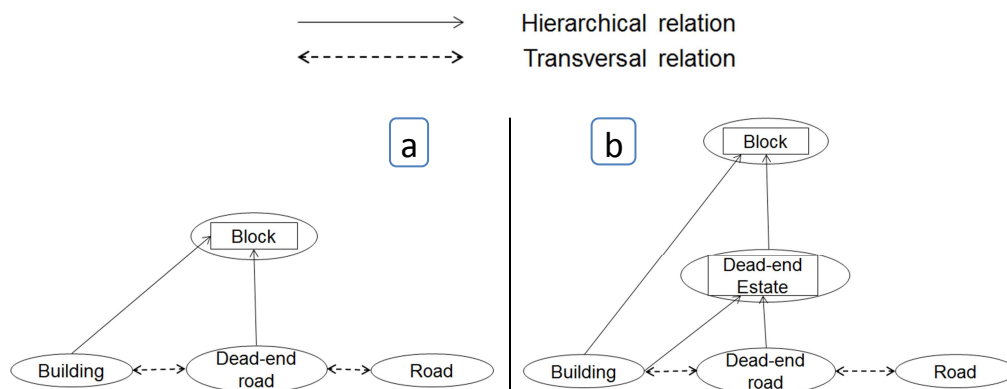 Hierarchical relation
Transversal relation
a
b
Block
Block
Dead-end
Estate
Building
Dead-end
road
Road
Building
Dead-end
road
Road